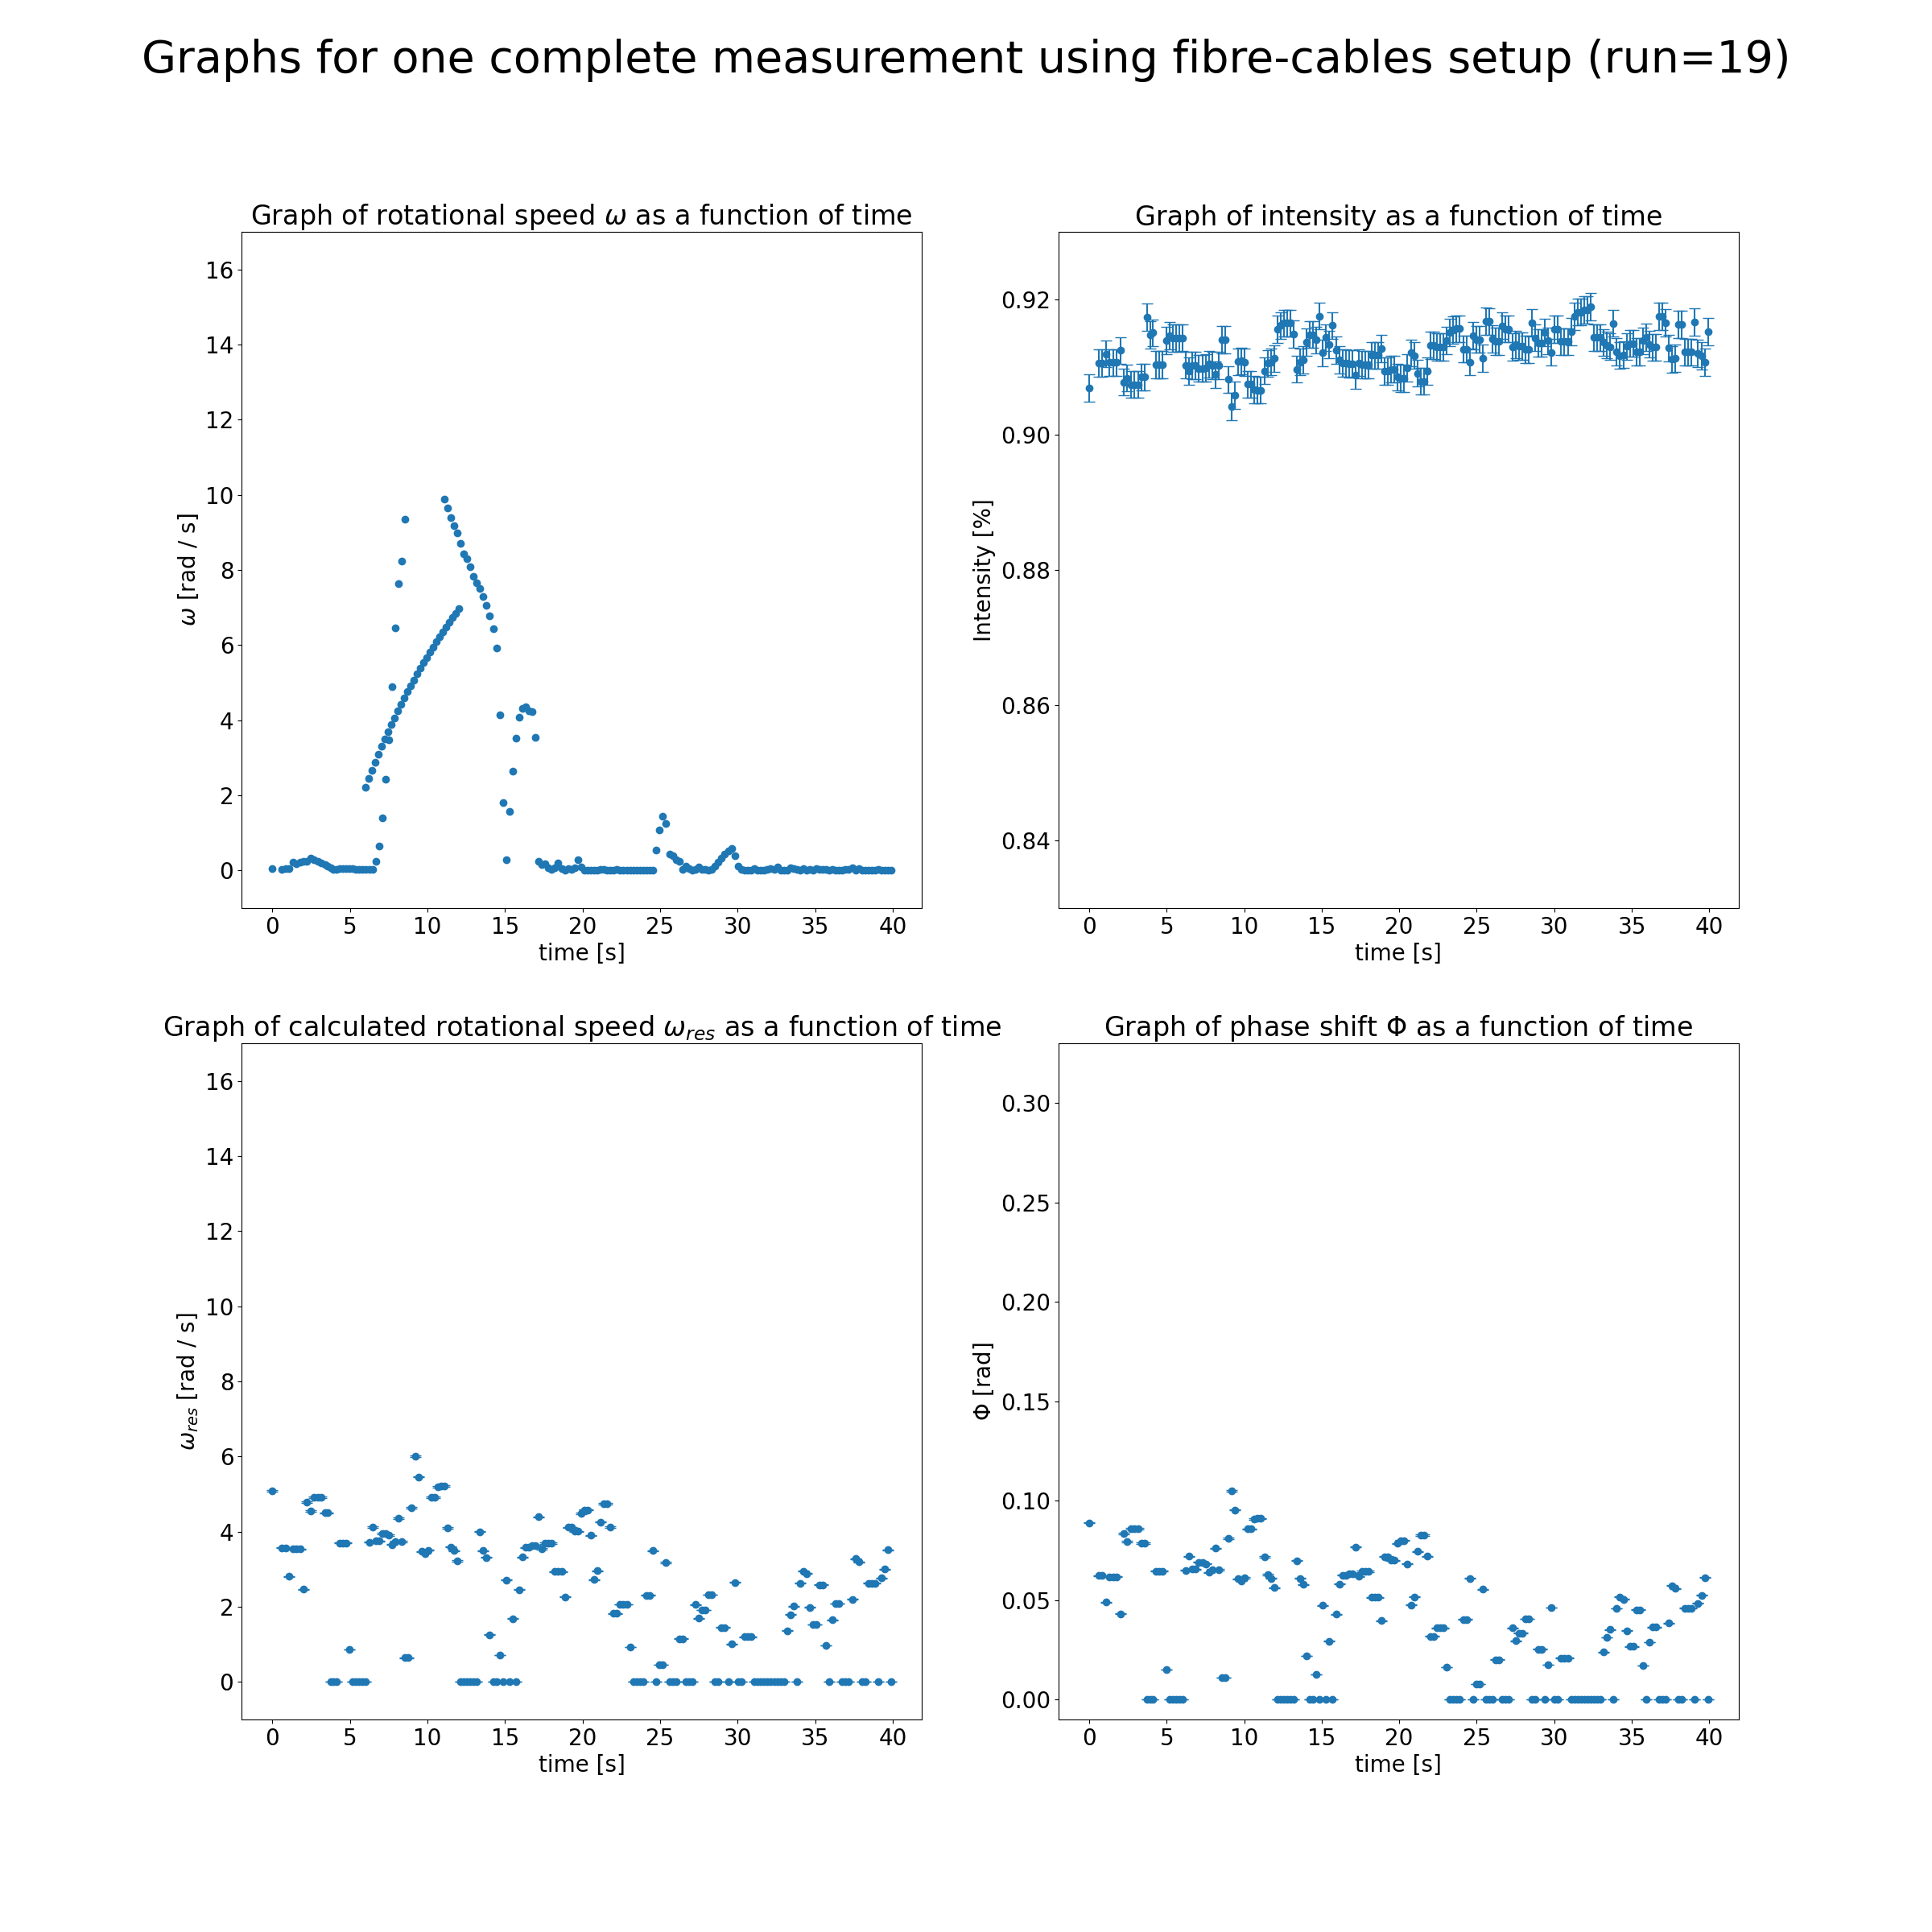 Graphs for one complete measurement using fibre-cables setup (run=19)
Graph of rotational speed ω as a function of time
16
14
12
10
8
6
4
2
0
ω [rad / s]
0 5 10 15 20 25 30 35 40
time [s]
Graph of intensity as a function of time
0.92
0.90
0.88
0.86
0.84
Intensity [%]
0 5 10 15 20 25 30 35 40
time [s]
Graph of calculated rotational speed ω_res as a function of time
16
14
12
10
8
6
4
2
0
ω_res [rad / s]
0 5 10 15 20 25 30 35 40
time [s]
Graph of phase shift Φ as a function of time
0.30
0.25
0.20
0.15
0.10
0.05
0.00
Φ [rad]
0 5 10 15 20 25 30 35 40
time [s]